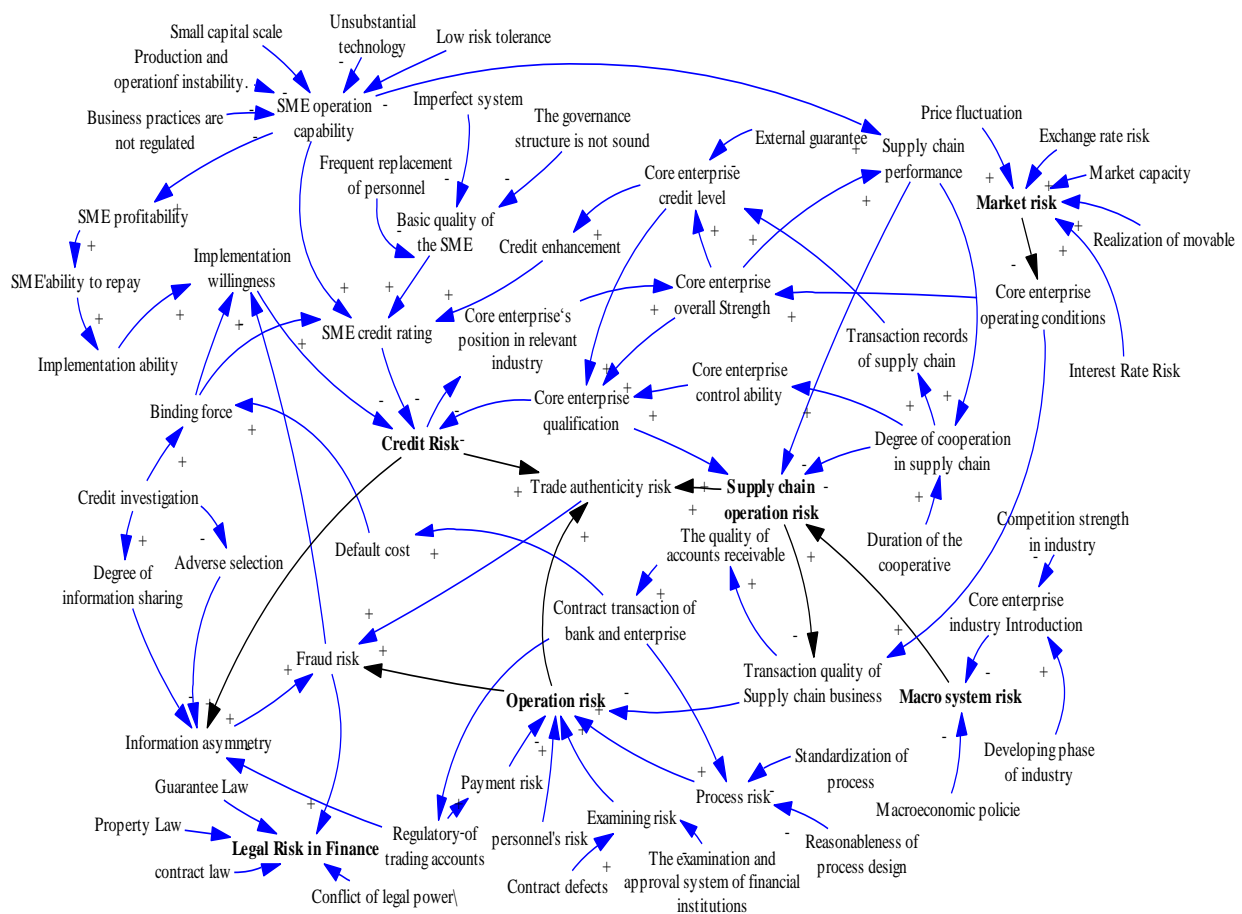 Small capital scale
Unsubstantial
technology
Low risk tolerance
Production and
operationf instability.
SME operation
capability
Business practices are
not regulated
Imperfect system
The governance
structure is not sound
Frequent replacement
of personnel
Basic quality of
the SME
External guarantee
Supply chain
performance
Price fluctuation
Exchange rate risk
Market capacity
Market risk
Realization of movable
Core enterprise
credit level
Credit enhancement
SME profitability
SME'ability to repay
Implementation
willingness
Implementation ability
SME credit rating
Core enterprise's
position in relevant
industry
Core enterprise
overall Strength
Core enterprise
operating conditions
Transaction records
of supply chain
Interest Rate Risk
Binding force
Core enterprise
qualification
Core enterprise
control ability
Degree of cooperation
in supply chain
Credit Risk
Trade authenticity risk
Supply chain
operation risk
Credit investigation
Adverse selection
Default cost
The quality of
accounts receivable
Duration of the
cooperative
Competition strength
in industry
Degree of
information sharing
Contract transaction of
bank and enterprise
Core enterprise
industry Introduction
Fraud risk
Transaction quality of
Supply chain business
Operation risk
Macro system risk
Information asymmetry
Guarantee Law
Property Law
Legal Risk in Finance
contract law
Conflict of legal power\
Regulatory of
trading accounts
Payment risk
personnel's risk
Examining risk
Contract defects
The examination and
approval system of financial
institutions
Process risk
Standardization of
process
Reasonableness of
process design
Macroeconomic policie
Developing phase
of industry